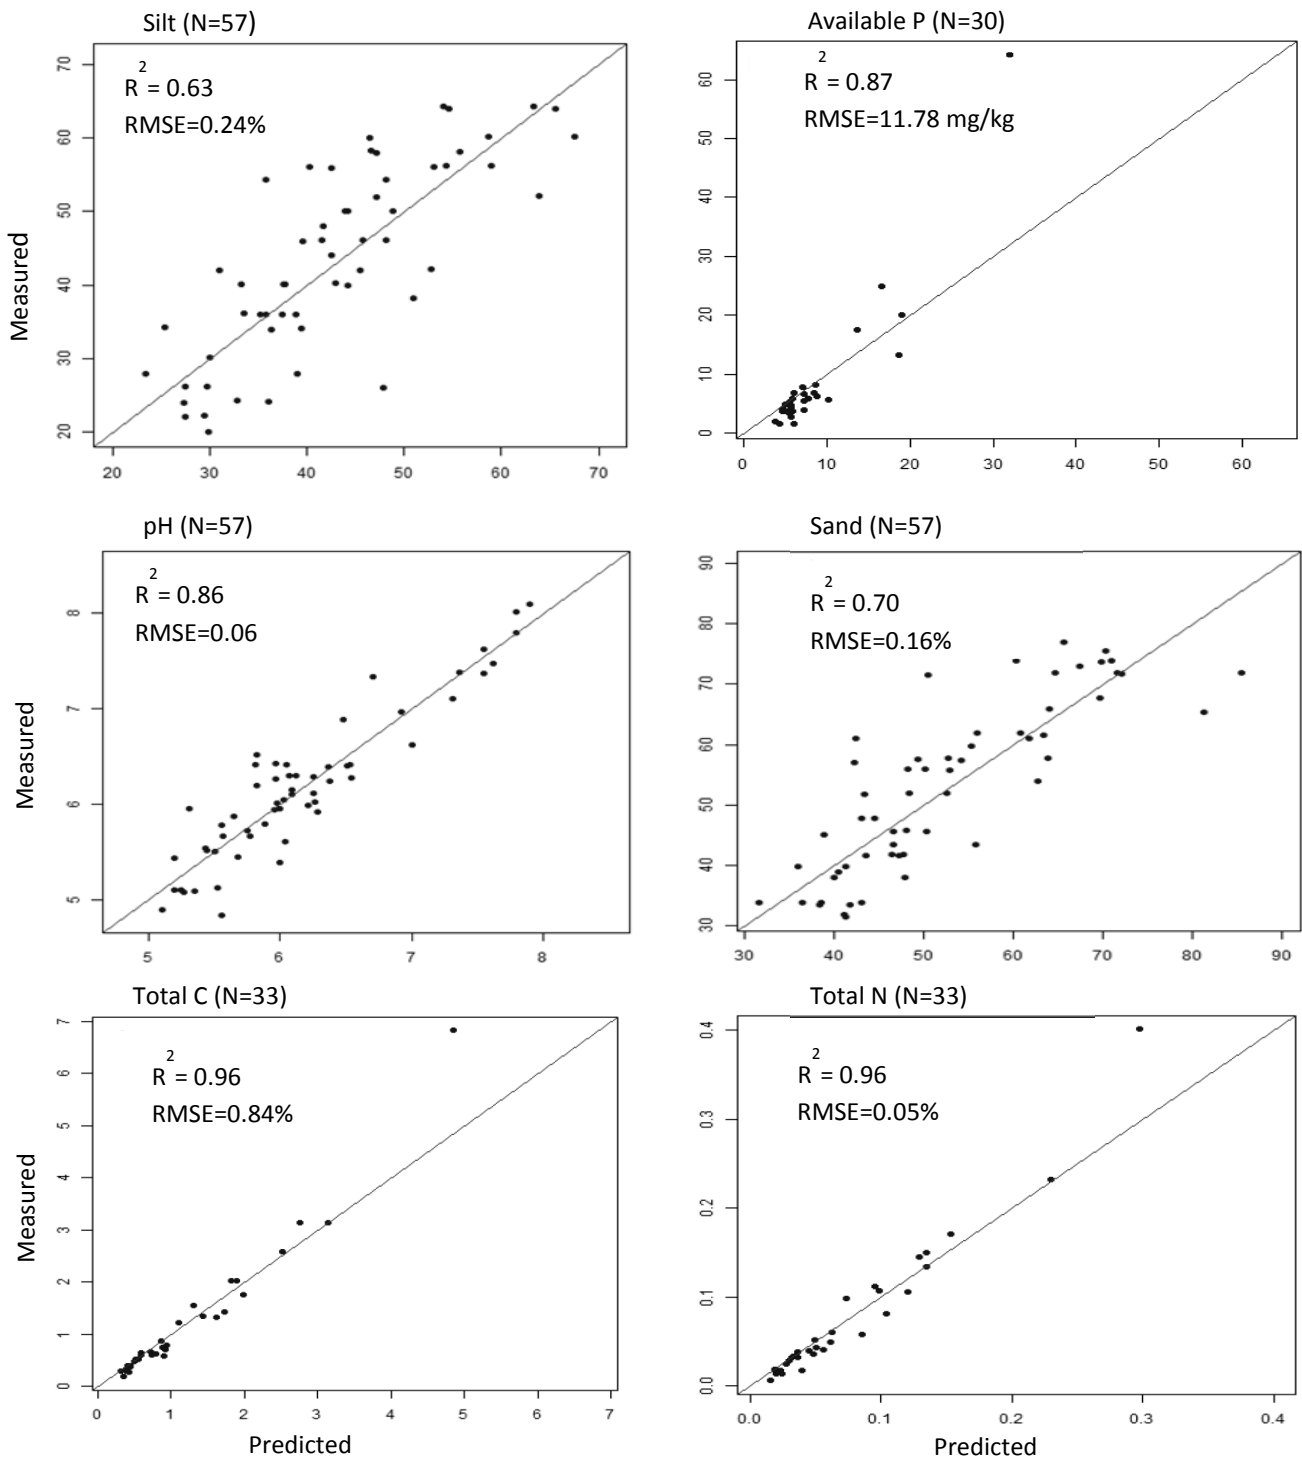 Silt (N=57)
R2= 0.63
RMSE=0.24%
Measured
70
60
50
40
30
20
20 30 40 50 60 70
Available P (N=30)
R2= 0.87
RMSE=11.78 mg/kg
60
50
40
30
20
10
0
0 10 20 30 40 50 60
pH (N=57)
R2= 0.86
RMSE=0.06
Measured
8
7
6
5
5 6 7 8
Sand (N=57)
R2= 0.70
RMSE=0.16%
90
80
70
60
50
40
30
30 40 50 60 70 80 90
Total C (N=33)
R2= 0.96
RMSE=0.84%
Measured
7
6
5
4
3
2
1
0
0 1 2 3 4 5 6 7
Predicted
Total N (N=33)
R2= 0.96
RMSE=0.05%
0.4
0.3
0.2
0.1
0.0
0.0 0.1 0.2 0.3 0.4
Predicted